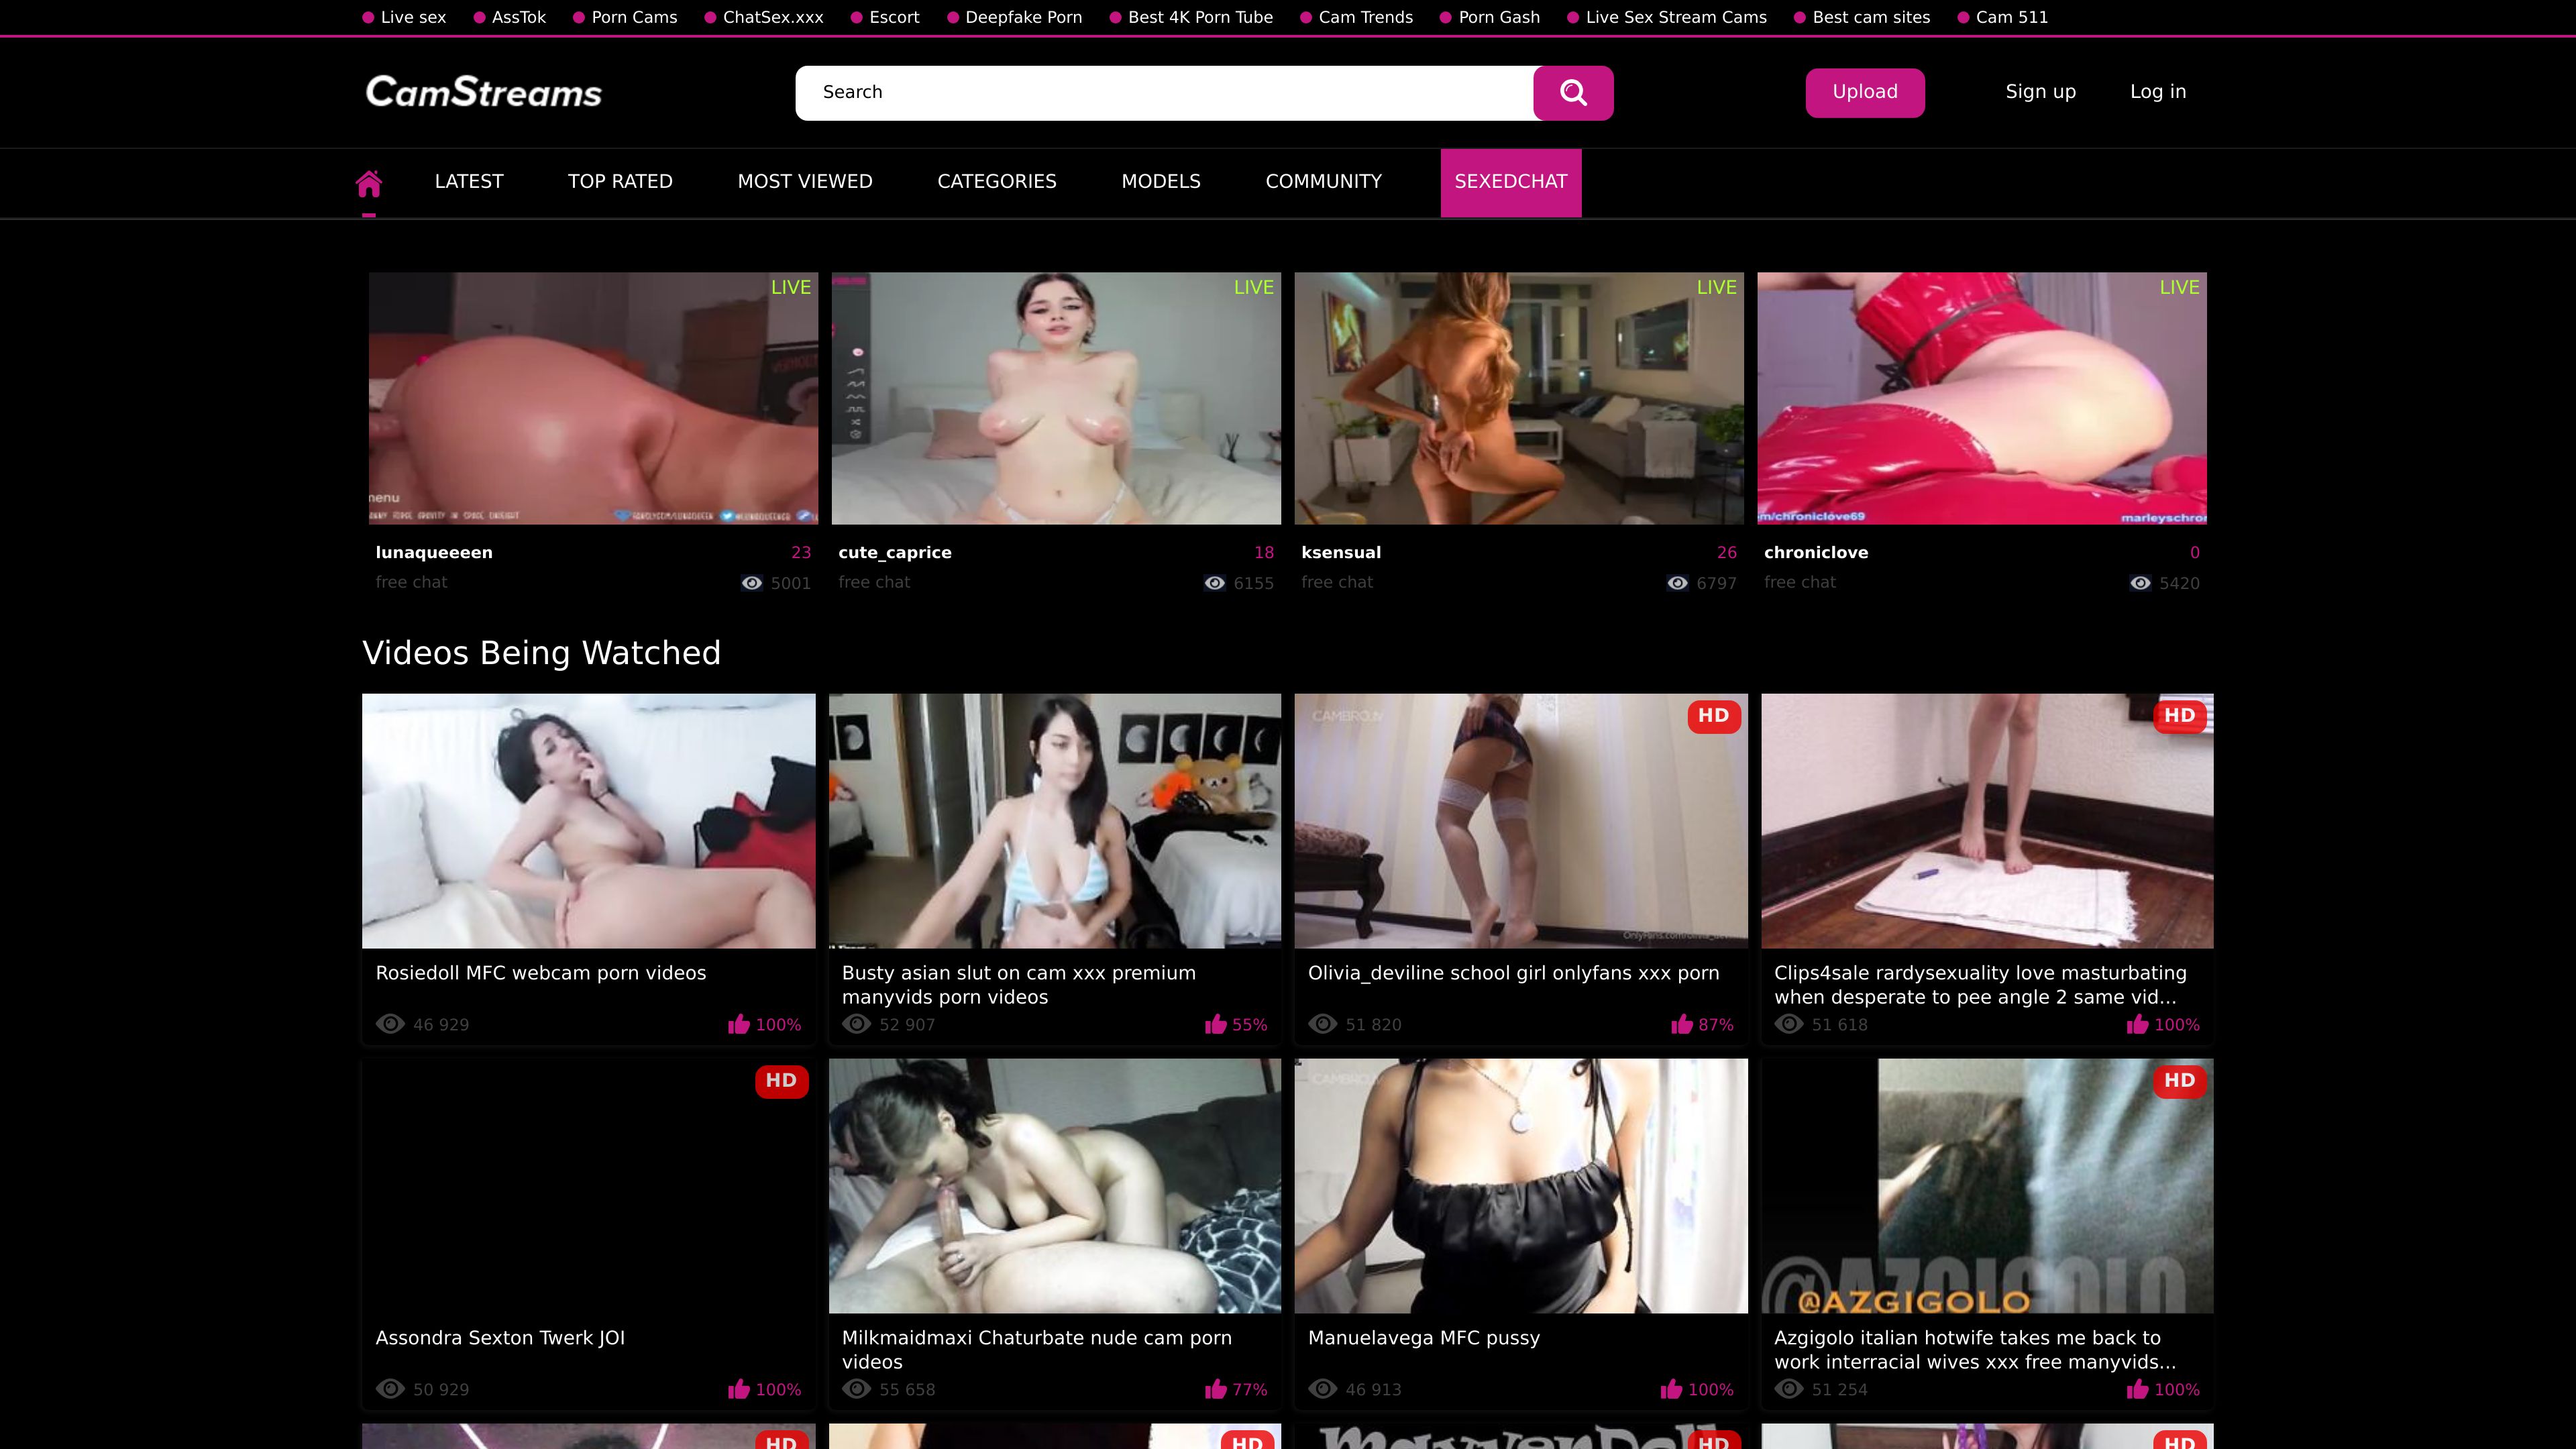 Live sex
AssTok
Porn Cams
ChatSex.xxx
Escort
Deepfake Porn
Best 4K Porn Tube
Cam Trends
Porn Gash
Live Sex Stream Cams
Best cam sites
Cam 511
CamStreams
Search
Upload
Sign up
Log in
LATEST
TOP RATED
MOST VIEWED
CATEGORIES
MODELS
COMMUNITY
SEXEDCHAT
LIVE
menu
lunaqueeeen
23
free chat
5001
LIVE
cute_caprice
18
free chat
6155
LIVE
ksensual
26
free chat
6797
LIVE
m/chroniclove69
marleyschron
chroniclove
0
free chat
5420
Videos Being Watched
Rosiedoll MFC webcam porn videos
46 929
100%
Busty asian slut on cam xxx premium
manyvids porn videos
52 907
55%
CAMBRO.TV
HD
Olivia_deviline school girl onlyfans xxx porn
51 820
87%
HD
Clips4sale rardysexuality love masturbating
when desperate to pee angle 2 same vid...
51 618
100%
HD
Assondra Sexton Twerk JOI
50 929
100%
Milkmaidmaxi Chaturbate nude cam porn
videos
55 658
77%
Manuelavega MFC pussy
46 913
100%
HD
@AZGIGOLO
@AZGIGOLO
Azgigolo italian hotwife takes me back to
work interracial wives xxx free manyvids...
51 254
100%
HD
HD
HD
HD